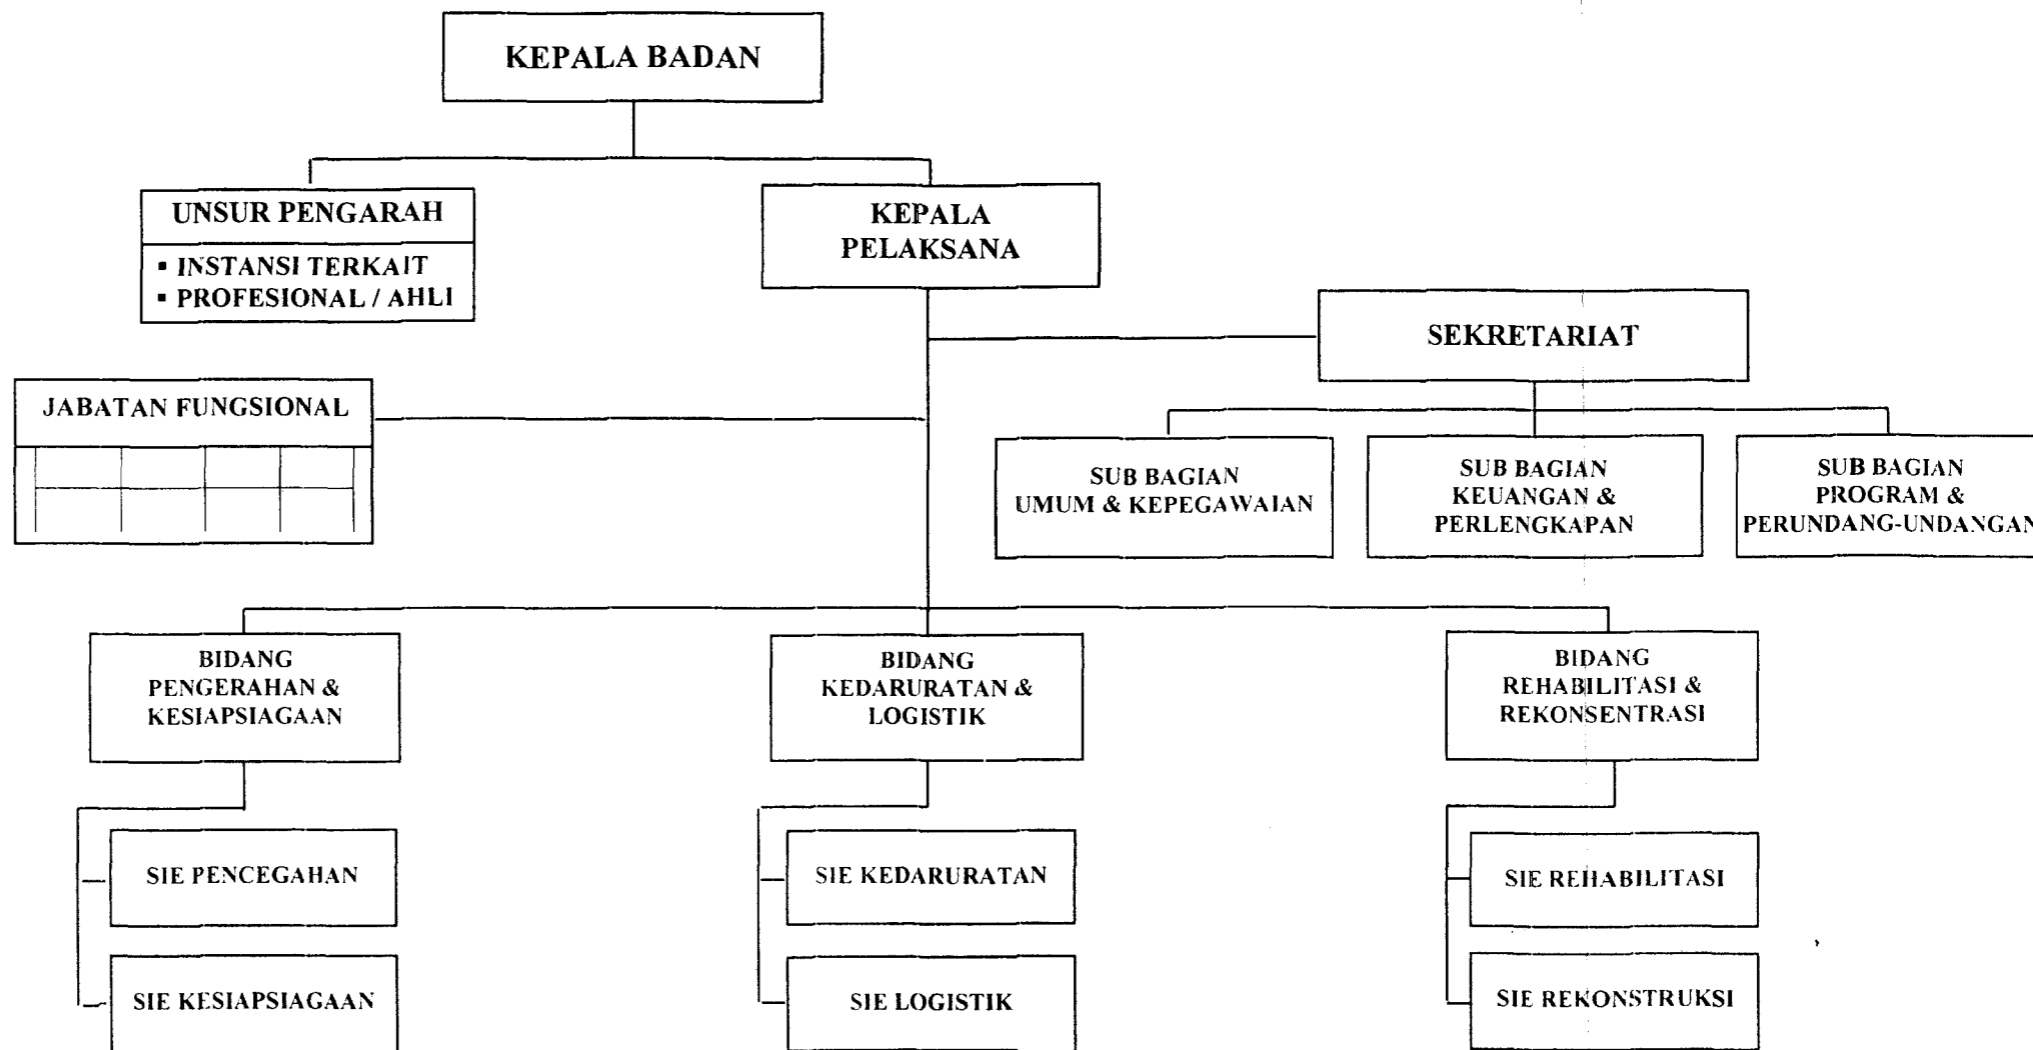 KEPALA BADAN
UNSUR PENGARAH
▪ INSTANSI TERKAIT
▪ PROFESIONAL / AHLI
KEPALA
PELAKSANA
SEKRETARIAT
JABATAN FUNGSIONAL
SUB BAGIAN
UMUM & KEPEGAWAIAN
SUB BAGIAN
KEUANGAN &
PERLENGKAPAN
SUB BAGIAN
PROGRAM &
PERUNDANG-UNDANGAN
BIDANG
PENGERAHAN &
KESIAPSIAGAAN
BIDANG
KEDARURATAN &
LOGISTIK
BIDANG
REHABILITASI &
REKONSENTRASI
SIE PENCEGAHAN
SIE KESIAPSIAGAAN
SIE KEDARURATAN
SIE LOGISTIK
SIE REHABILITASI
SIE REKONSTRUKSI